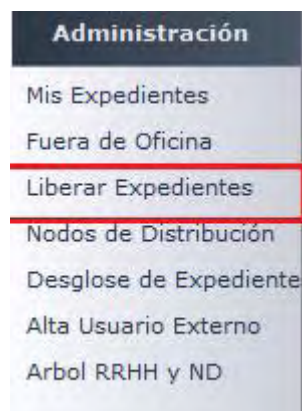 Administración
Mis Expedientes
Fuera de Oficina
Liberar Expedientes
Nodos de Distribución
Desglose de Expediente
Alta Usuario Externo
Arbol RRHH y ND